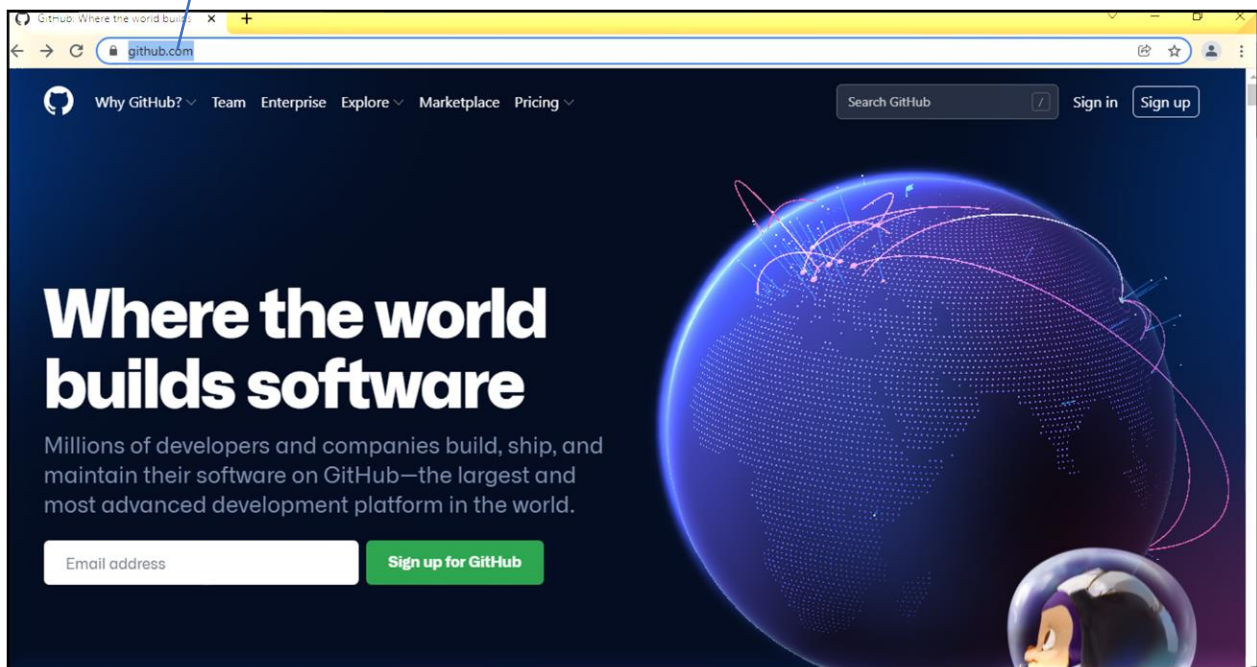 GitHub: Where the world builds
github.com
Why GitHub? Team Enterprise Explore Marketplace Pricing Search GitHub / Sign in Sign up
Where the world
builds software
Millions of developers and companies build, ship, and
maintain their software on GitHub—the largest and
most advanced development platform in the world.
Email address Sign up for GitHub